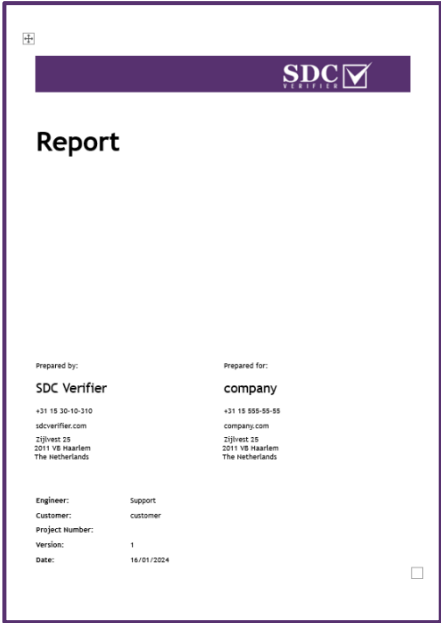 SDC
VERIFIER
Report
Prepared by:
SDC Verifier
+31 15 30-10-310
sdcverifier.com
Zijlvest 25
2011 VB Haarlem
The Netherlands
Prepared for:
company
+31 15 555-55-55
company.com
Zijlvest 25
2011 VB Haarlem
The Netherlands
Engineer: Support
Customer: customer
Project Number:
Version: 1
Date: 16/01/2024